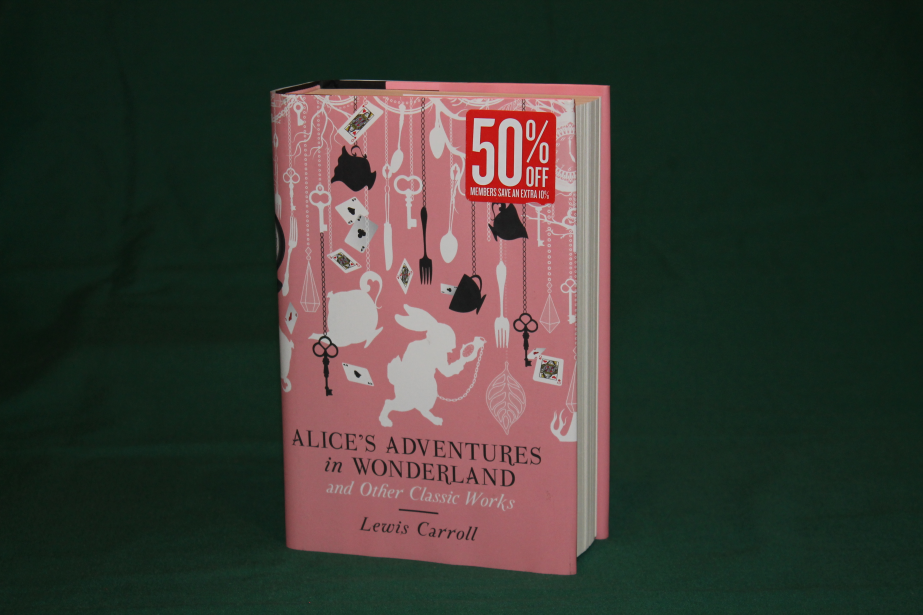 50% OFF
MEMBERS SAVE AN EXTRA 10%
ALICE'S ADVENTURES
in WONDERLAND
and Other Classic Works
Lewis Carroll